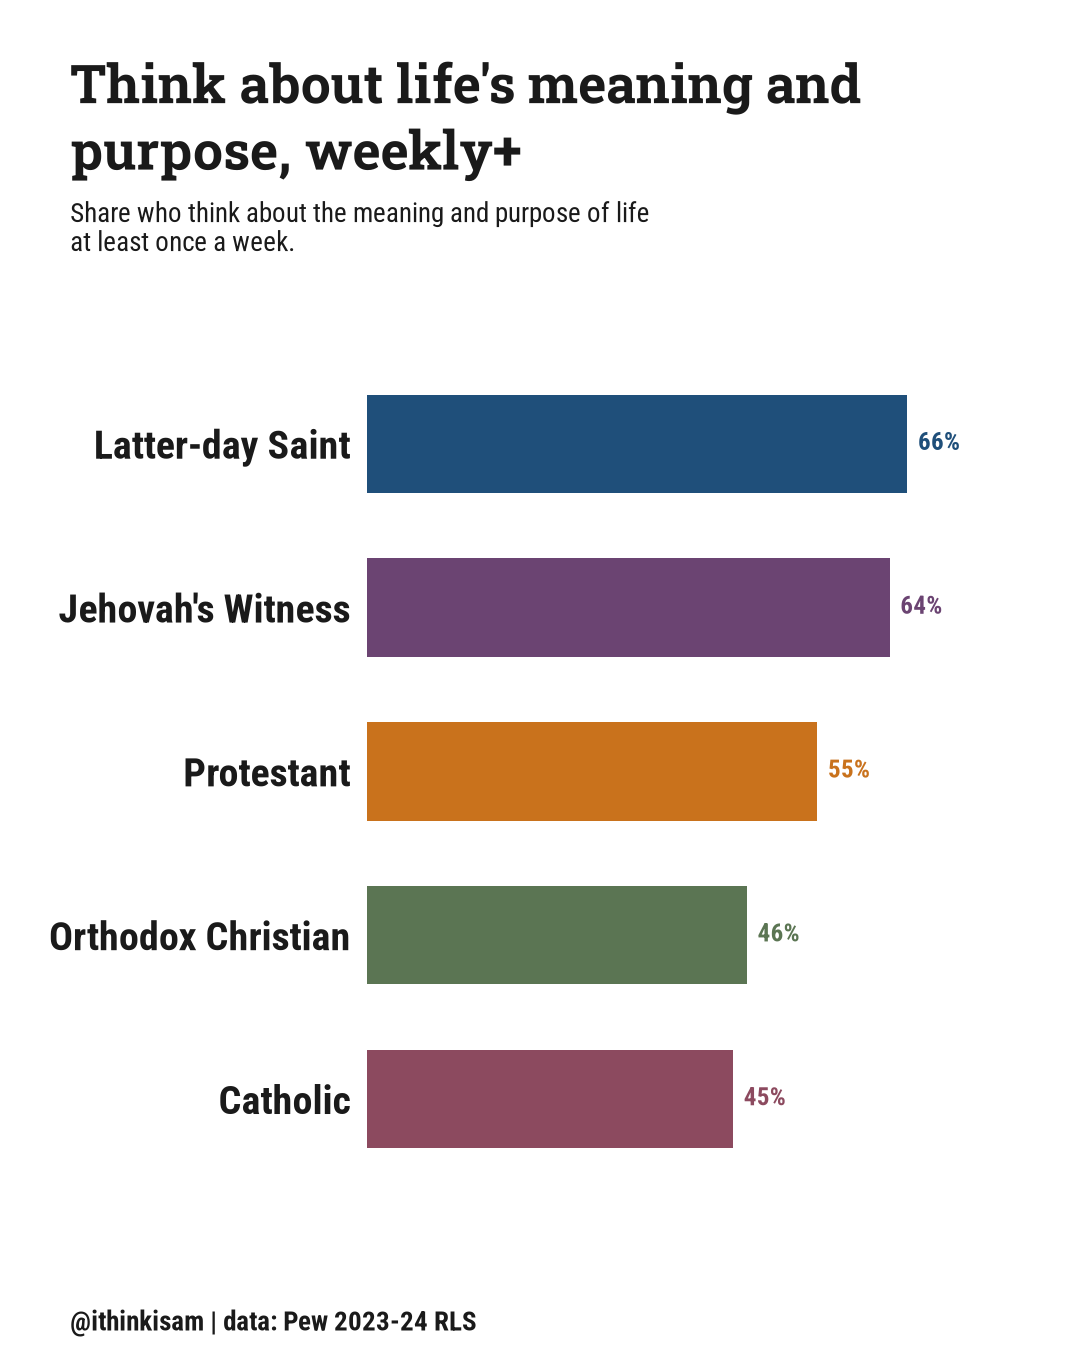 Think about life's meaning and
purpose, weekly+
Share who think about the meaning and purpose of life
at least once a week.
Latter-day Saint 66%
Jehovah's Witness 64%
Protestant 55%
Orthodox Christian 46%
Catholic 45%
@ithinkisam | data: Pew 2023-24 RLS